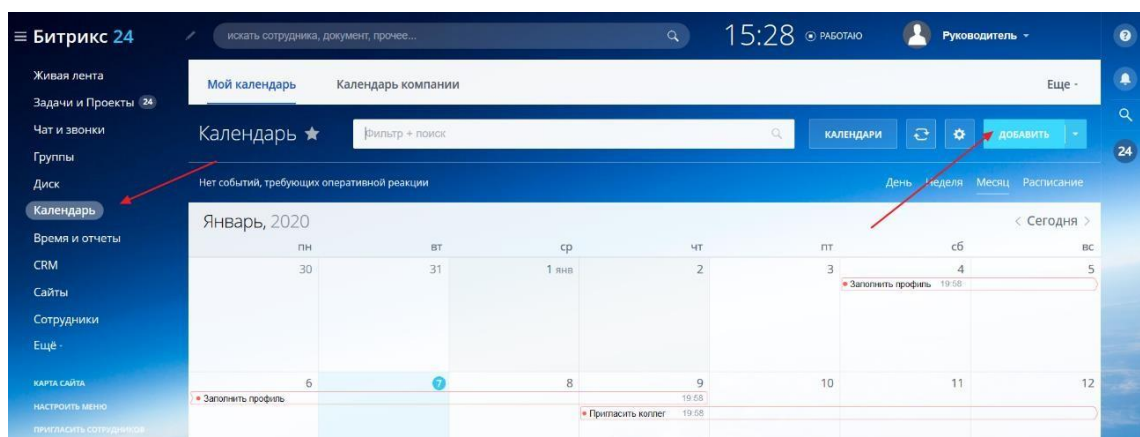 Битрикс 24
искать сотрудника, документ, прочее...
15:28 РАБОТАЮ
Руководитель
Живая лента
Задачи и Проекты 24
Чат и звонки
Группы
Диск
Календарь
Время и отчеты
CRM
Сайты
Сотрудники
Ещё
КАРТА САЙТА
НАСТРОИТЬ МЕНЮ
ПРИГЛАСИТЬ СОТРУДНИКОВ
Мой календарь Календарь компании Еще
Календарь фильтр + поиск КАЛЕНДАРИ ДОБАВИТЬ
24
Нет событий, требующих оперативной реакции День Неделя Месяц Расписание
Январь, 2020 < Сегодня >
пн вт ср чт пт сб вс
30 31 1 янв 2 3 4 5
Заполнить профиль 19:58
6 7 8 9 10 11 12
Заполнить профиль 19:58
Пригласить коллег 19:58